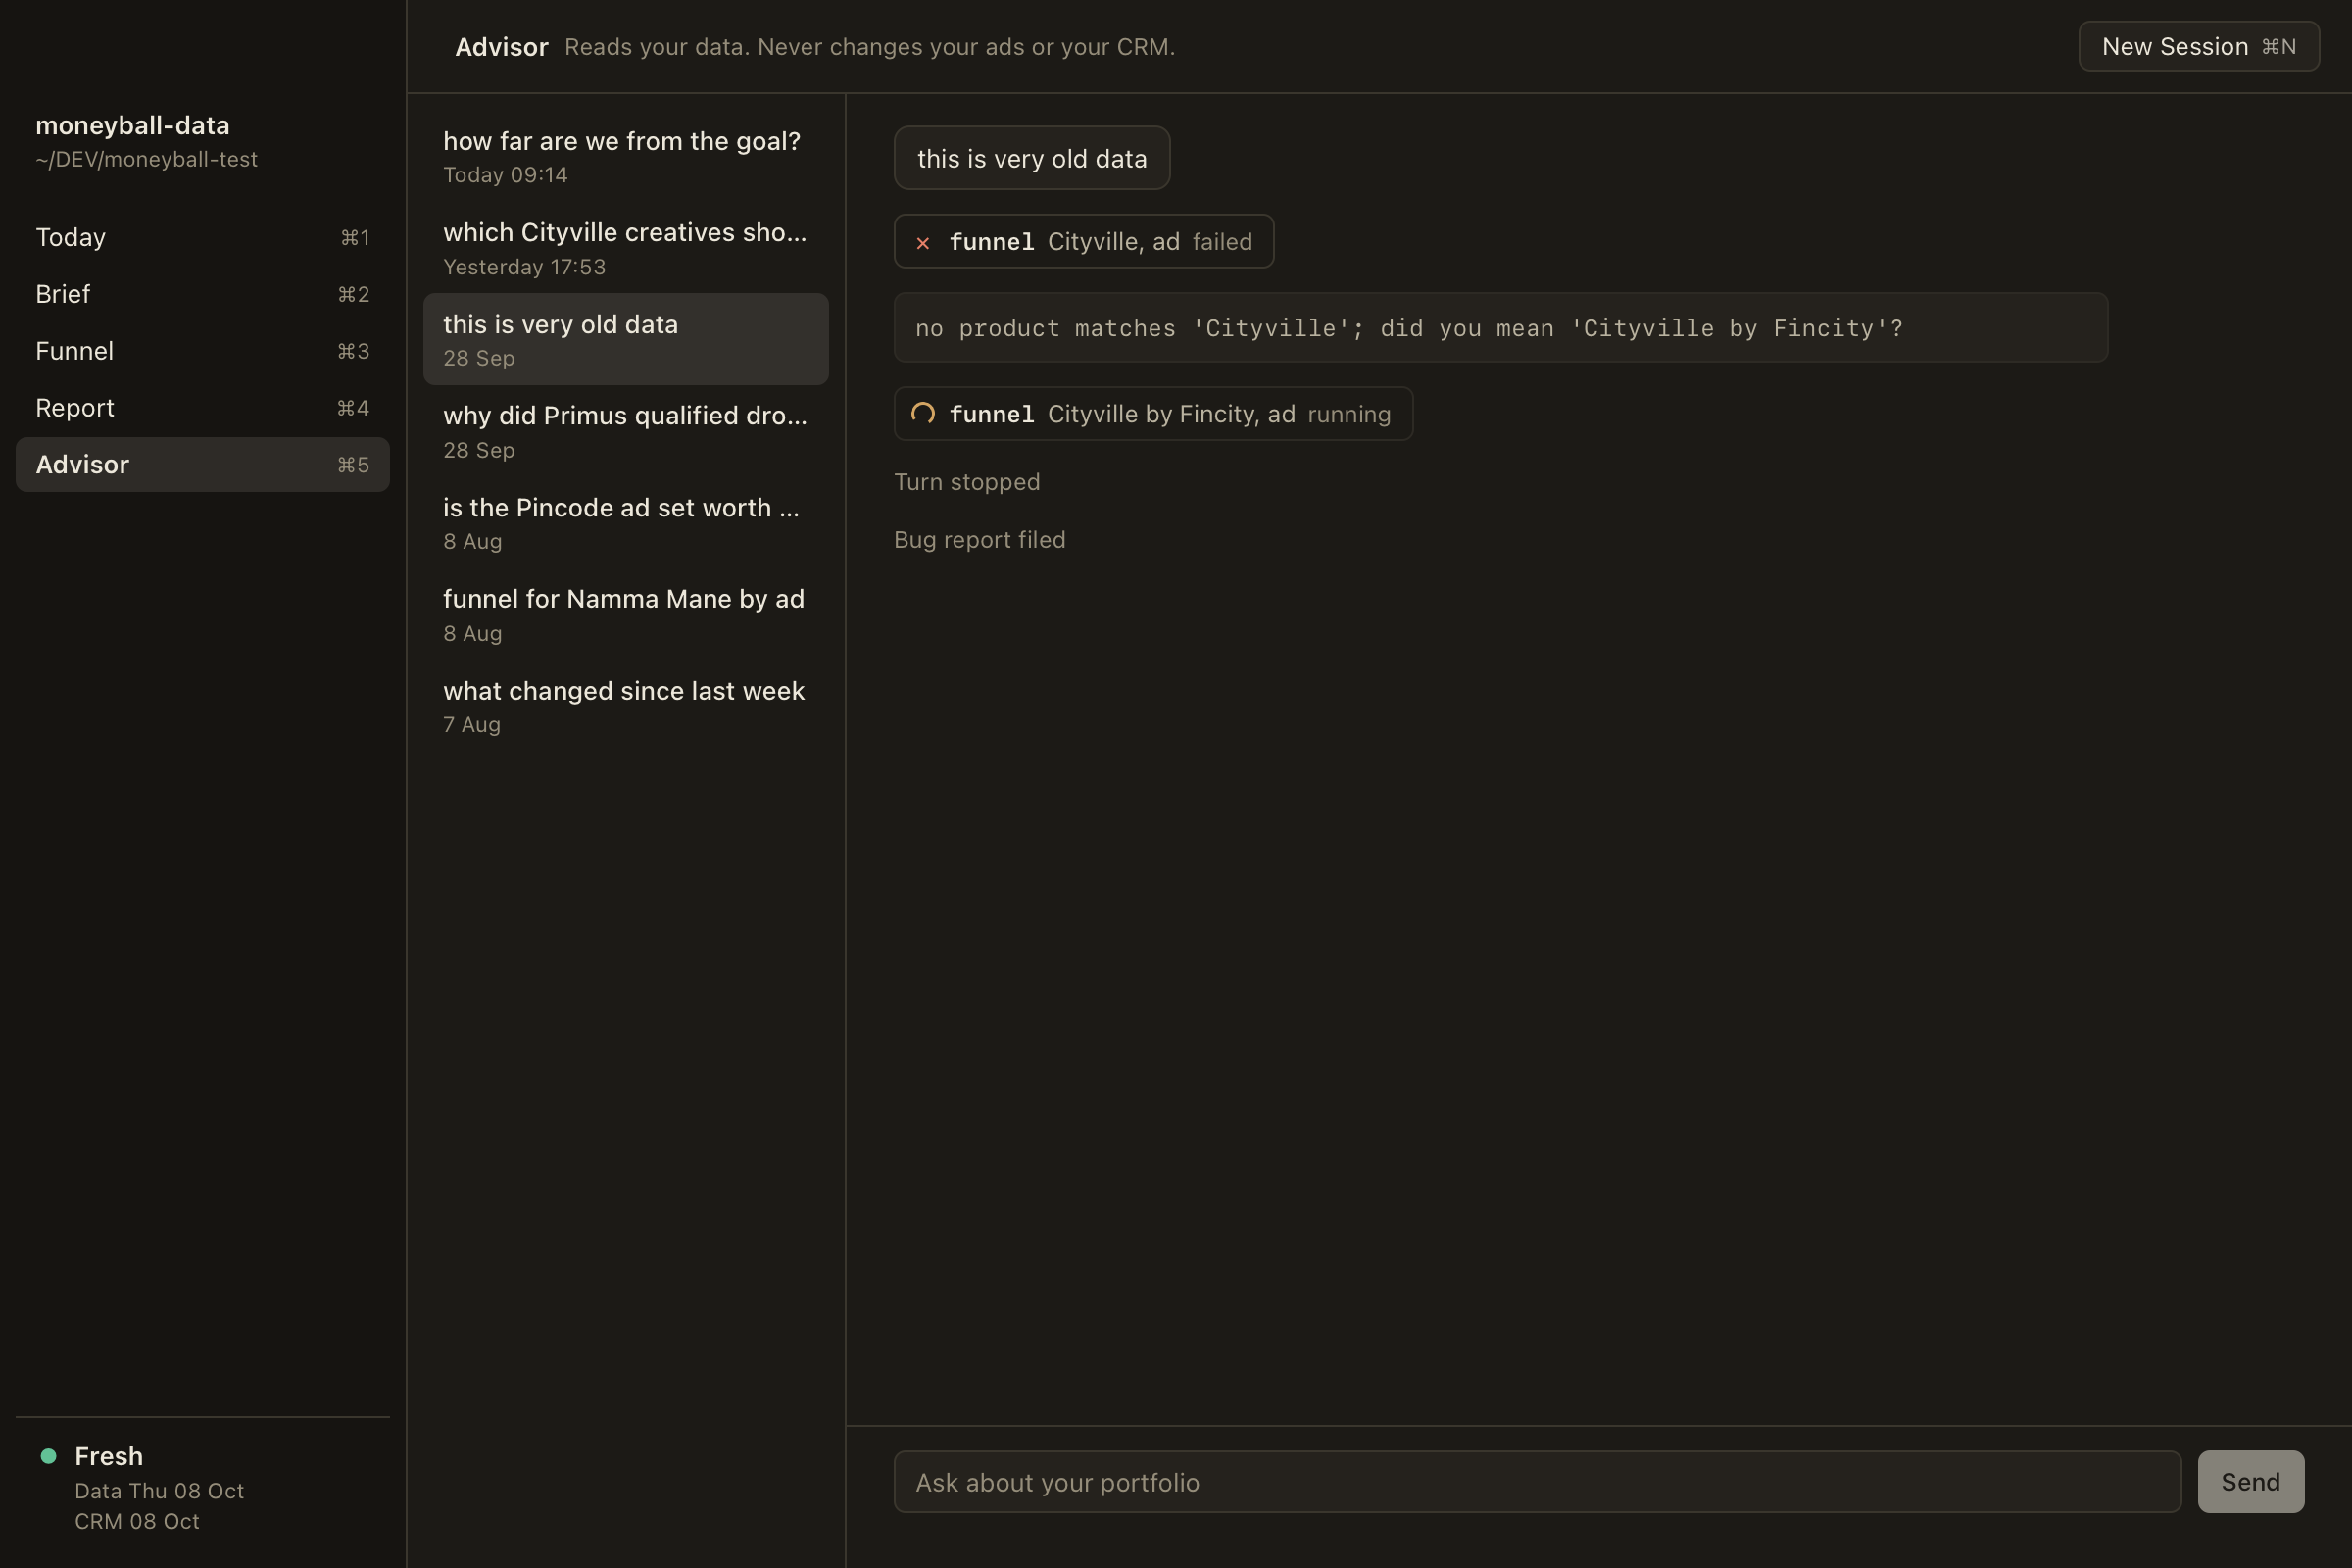 moneyball-data
~/DEV/moneyball-test
Today ⌘1
Brief ⌘2
Funnel ⌘3
Report ⌘4
Advisor ⌘5
Fresh
Data Thu 08 Oct
CRM 08 Oct
Advisor Reads your data. Never changes your ads or your CRM.
New Session ⌘N
how far are we from the goal?
Today 09:14
which Cityville creatives sho...
Yesterday 17:53
this is very old data
28 Sep
why did Primus qualified dro...
28 Sep
is the Pincode ad set worth ...
8 Aug
funnel for Namma Mane by ad
8 Aug
what changed since last week
7 Aug
this is very old data
× funnel Cityville, ad failed
no product matches 'Cityville'; did you mean 'Cityville by Fincity'?
funnel Cityville by Fincity, ad running
Turn stopped
Bug report filed
Ask about your portfolio
Send